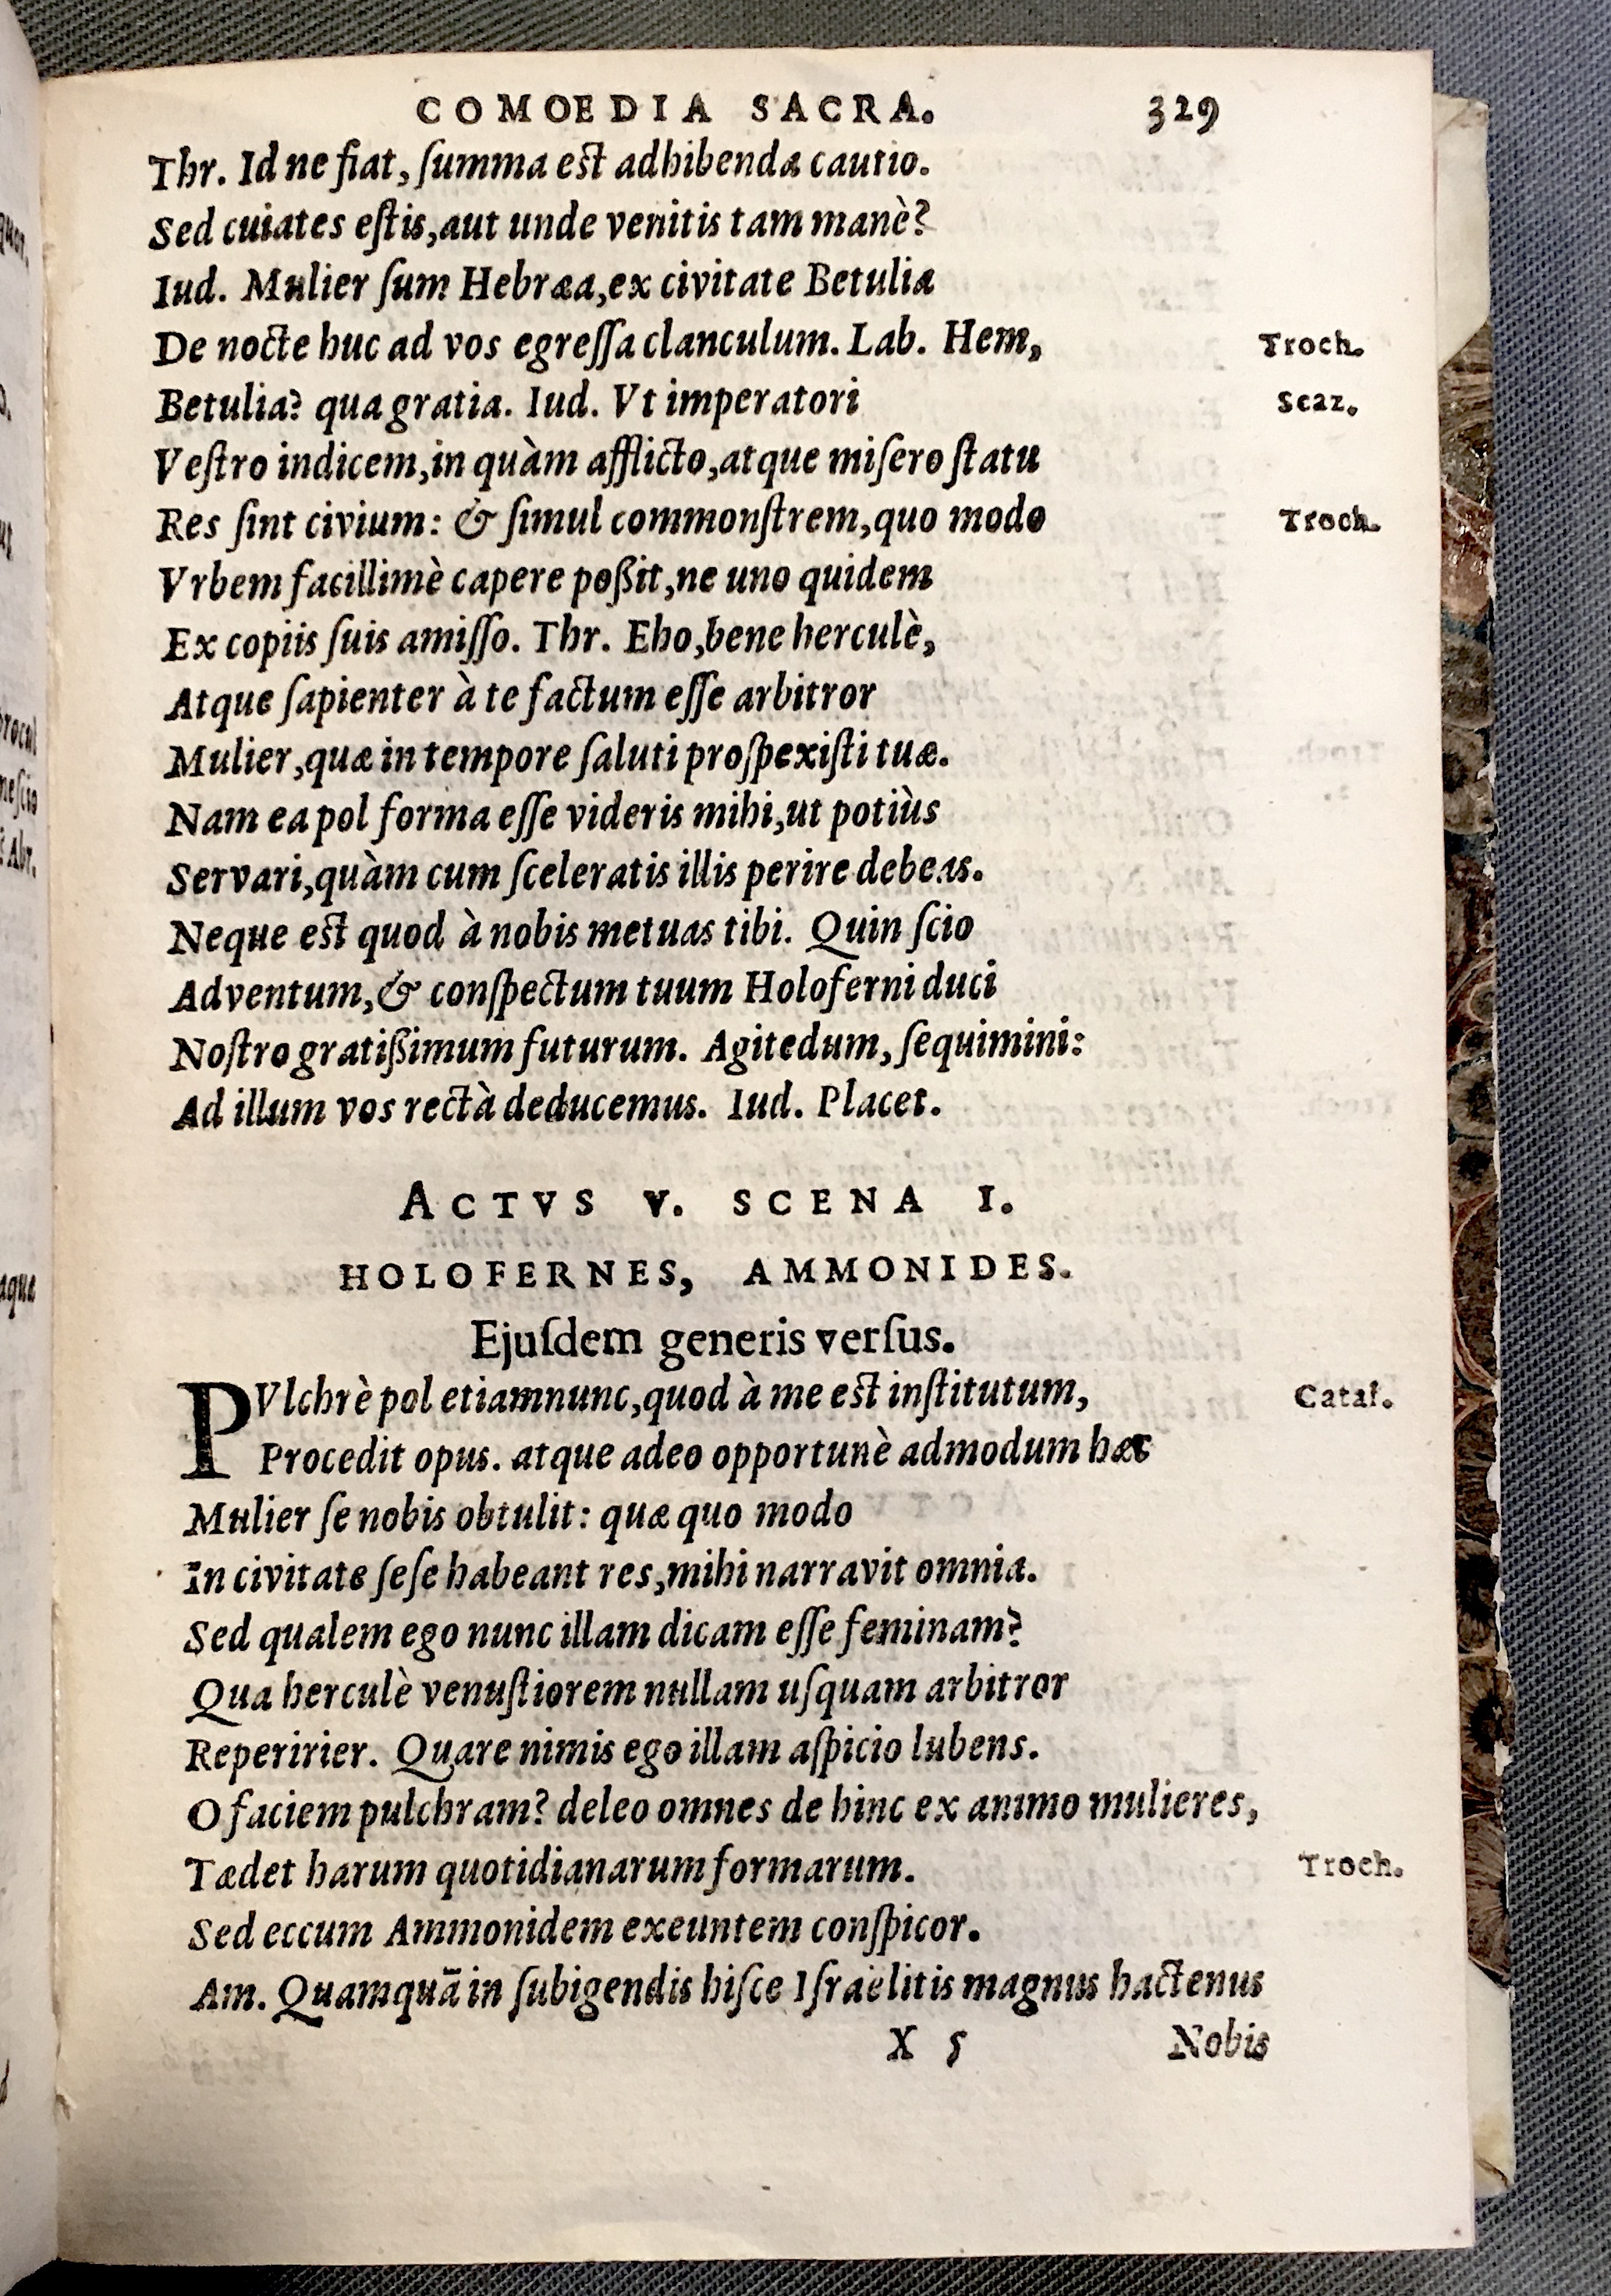 COMOEDIA SACRA. 329
Thr. Id ne fiat, ſumma est adhibenda cautio.
Sed cuiates eſtis, aut unde venitis tam manè?
Iud. Mulier ſum Hebræa, ex civitate Betulia
De nocte huc ad vos egreſſa clanculum. Lab. Hem, Troch.
Betulia? qua gratia. Iud. Vt imperatori Scaz.
Veſtro indicem, in quàm afflicto, atque miſero ſtatu
Res ſint civium: & ſimul commonſtrem, quo modo Troch.
Vrbem facillimè capere poßit, ne uno quidem
Ex copiis ſuis amiſſo. Thr. Eho, bene herculè,
Atque ſapienter à te factum eſſe arbitror
Mulier, quæ in tempore ſaluti proſpexiſti tuæ.
Nam ea pol forma eſſe videris mihi, ut potiùs
Servari, quàm cum ſceleratis illis perire debeas.
Neque est quod à nobis metuas tibi. Quin ſcio
Adventum, & conſpectum tuum Holoferni duci
Noſtro gratißimum futurum. Agitedum, ſequimini:
Ad illum vos rectà deducemus. Iud. Placet.
ACTVS V. SCENA I.
HOLOFERNES, AMMONIDES.
Ejuſdem generis verſus.
PVlchrè pol etiamnunc, quod à me est inſtitutum, Catal.
Procedit opus. atque adeo opportunè admodum hæc
Mulier ſe nobis obtulit: quæ quo modo
In civitate ſeſe habeant res, mihi narravit omnia.
Sed qualem ego nunc illam dicam eſſe feminam?
Qua herculè venuſtiorem nullam uſquam arbitror
Reperirier. Quare nimis ego illam aſpicio lubens.
O faciem pulchram? deleo omnes de hinc ex animo mulieres,
Tædet harum quotidianarum formarum. Troch.
Sed eccum Ammonidem exeuntem conſpicor.
Am. Quamquā in ſubigendis hiſce Iſraëlitis magnus hactenus
X 5 Nobis